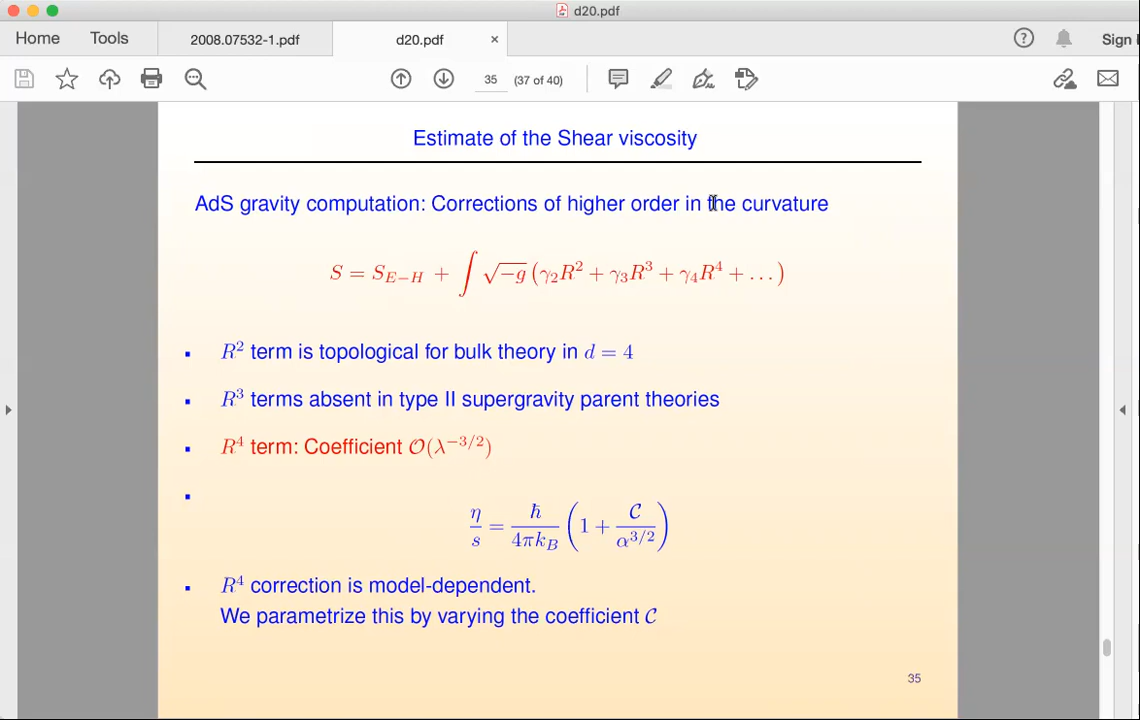 d20.pdf
Home Tools 2008.07532-1.pdf d20.pdf × Sign
35 (37 of 40)
Estimate of the Shear viscosity
AdS gravity computation: Corrections of higher order in the curvature
S = S_{E−H} + ∫ √−g (γ₂R² + γ₃R³ + γ₄R⁴ + …)
▪ R² term is topological for bulk theory in d = 4
▪ R³ terms absent in type II supergravity parent theories
▪ R⁴ term: Coefficient 𝒪(λ^{−3/2})
▪ η/s = ℏ/(4πk_B) (1 + 𝒞/α^{3/2})
▪ R⁴ correction is model-dependent.
We parametrize this by varying the coefficient 𝒞
35